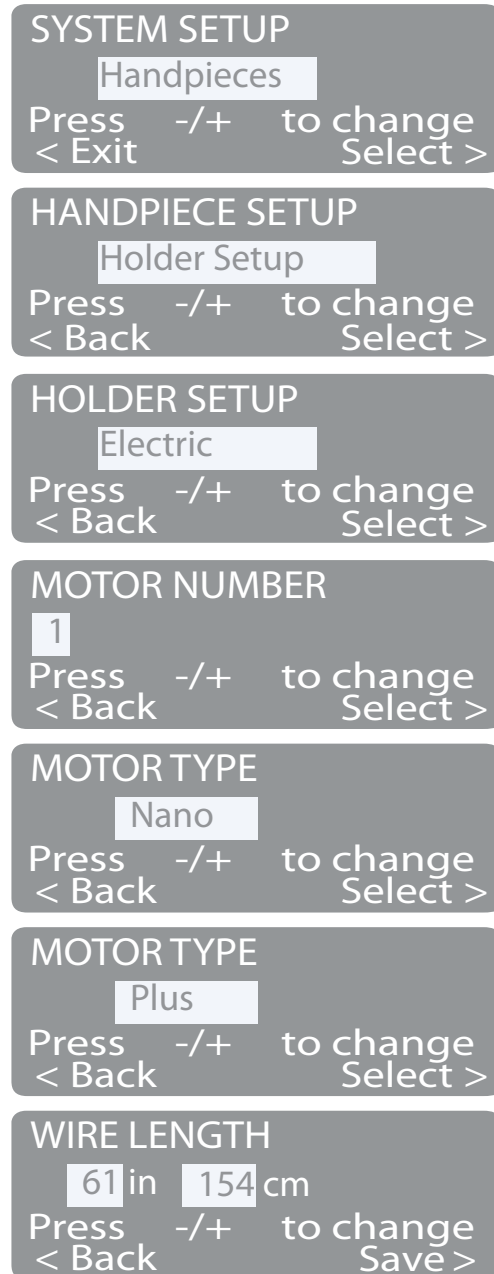 SYSTEM SETUP
Handpieces
Press -/+ to change
< Exit Select >
HANDPIECE SETUP
Holder Setup
Press -/+ to change
< Back Select >
HOLDER SETUP
Electric
Press -/+ to change
< Back Select >
MOTOR NUMBER
1
Press -/+ to change
< Back Select >
MOTOR TYPE
Nano
Press -/+ to change
< Back Select >
MOTOR TYPE
Plus
Press -/+ to change
< Back Select >
WIRE LENGTH
61 in 154 cm
Press -/+ to change
< Back Save >